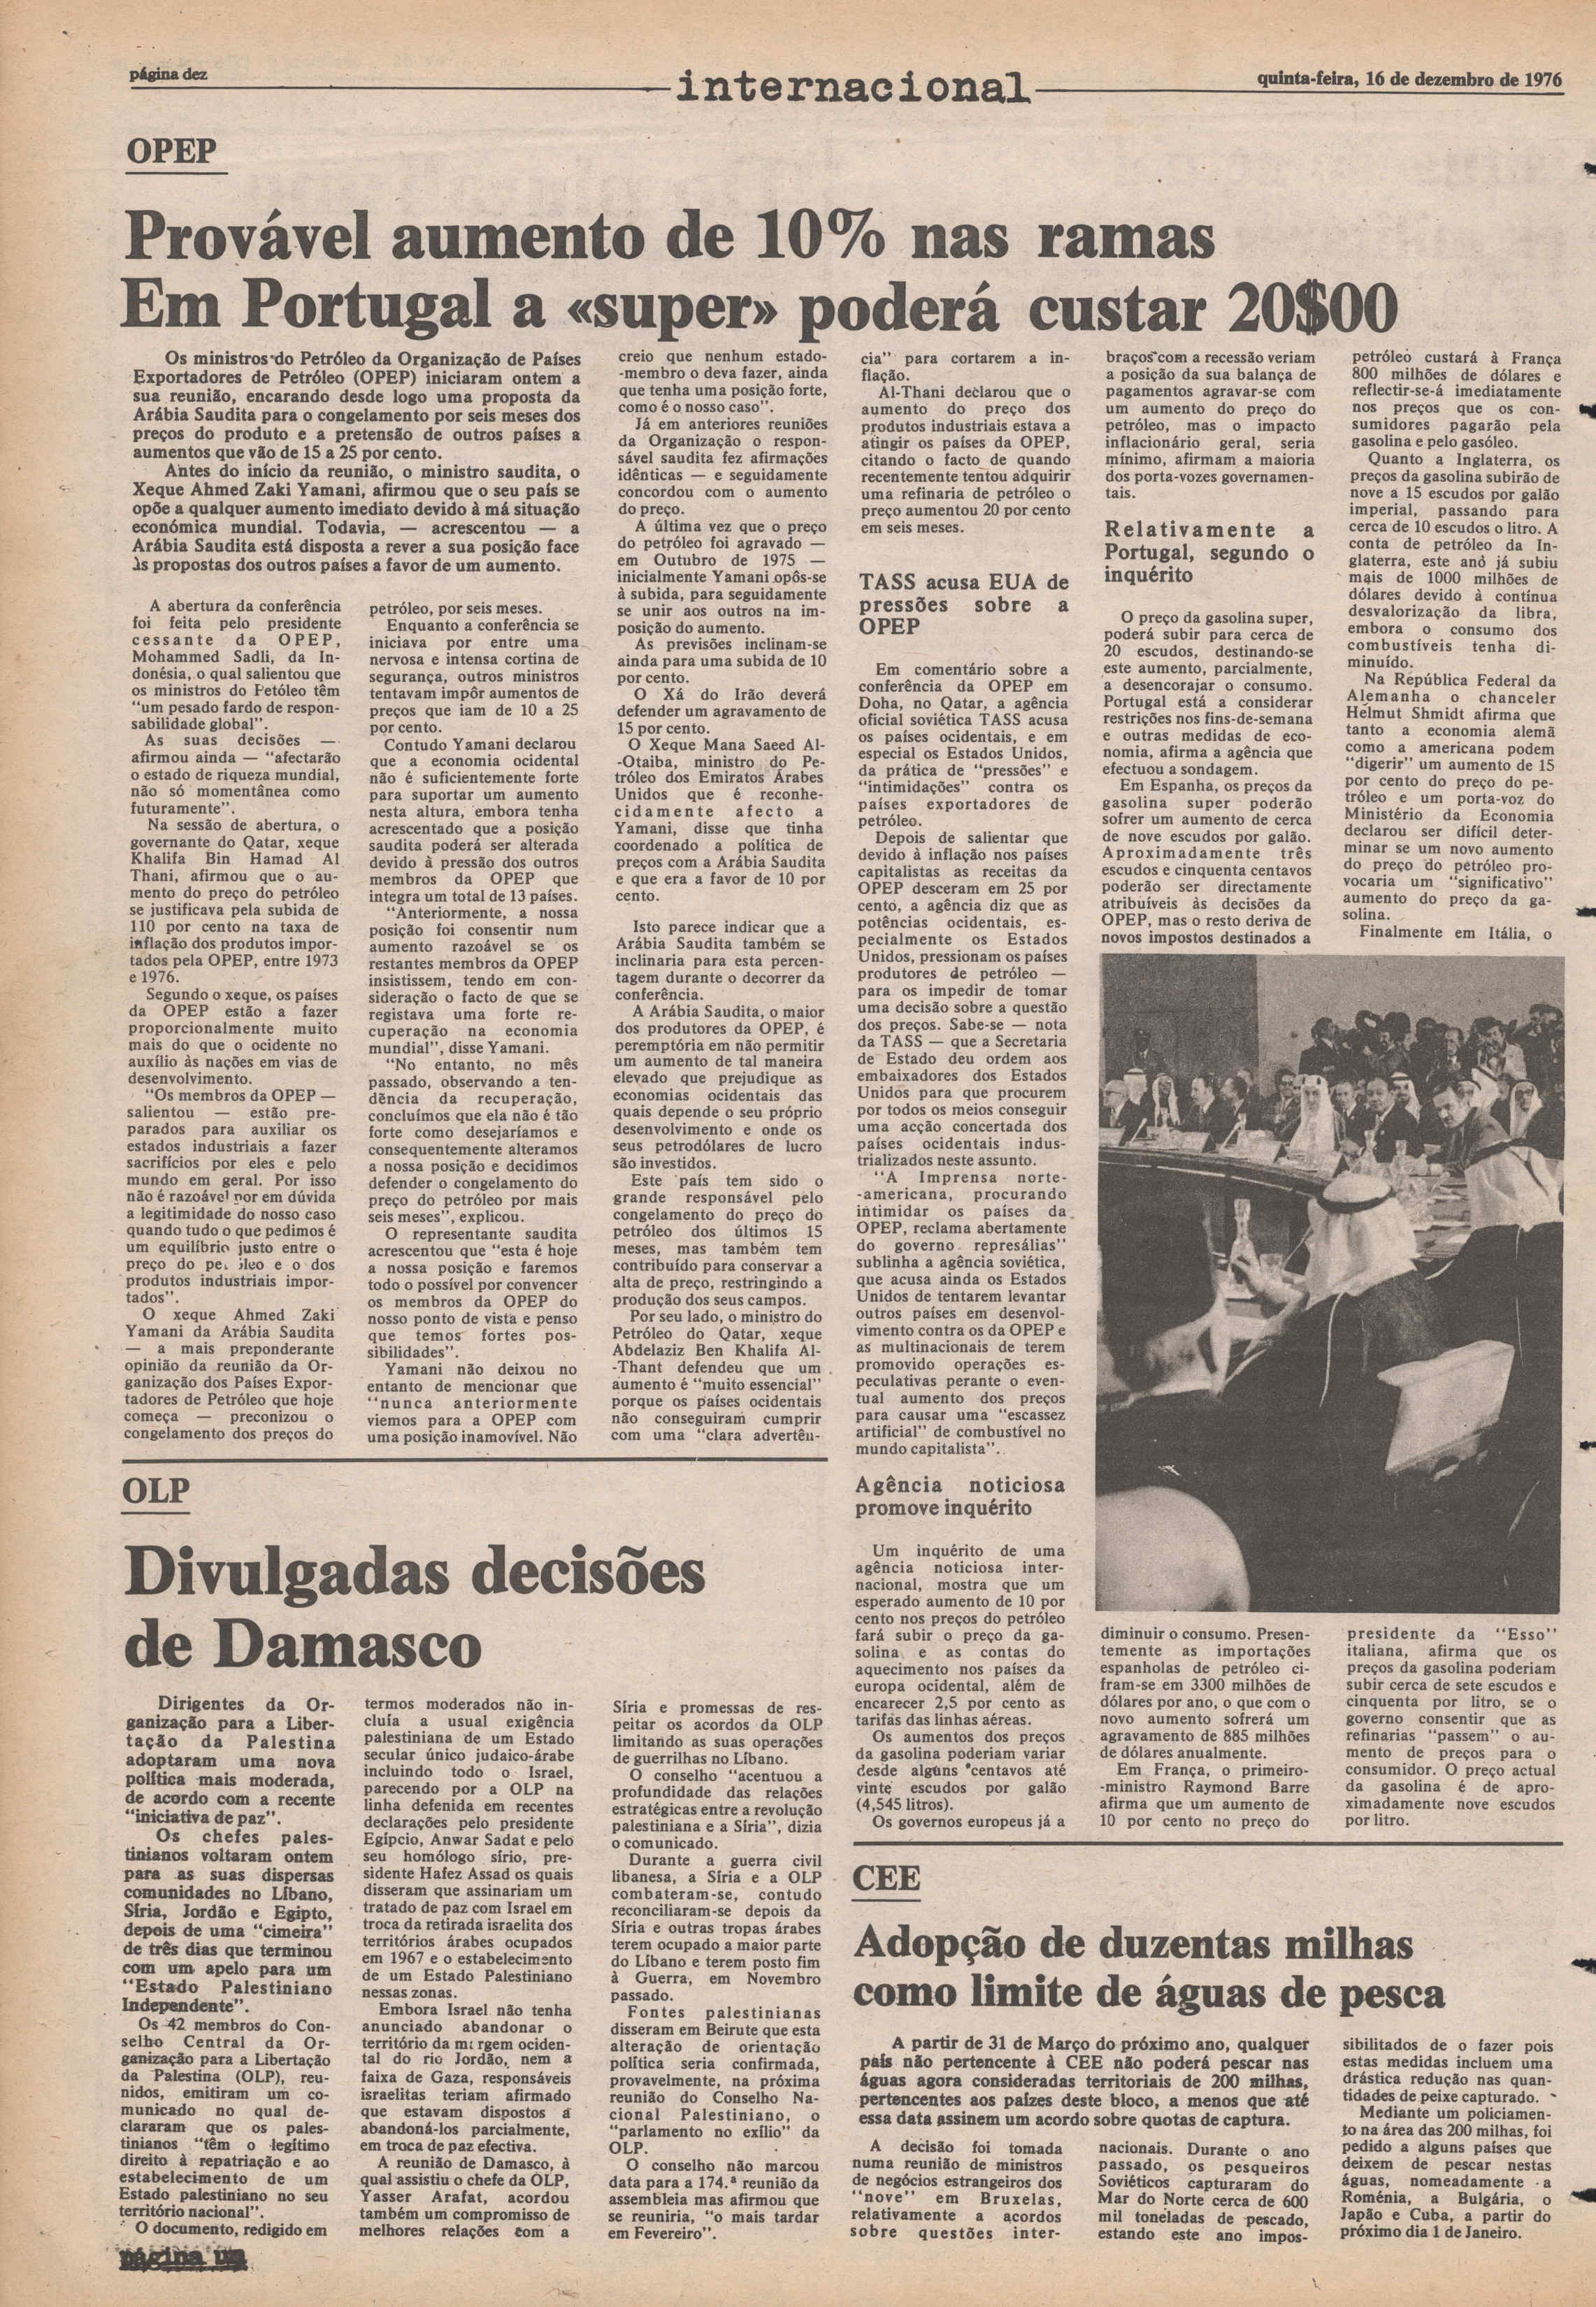 página dez
internacional
quinta-feira, 16 de dezembro de 1976
OPEP
Provável aumento de 10% nas ramas
Em Portugal a «super» poderá custar 20$00
Os ministros do Petróleo da Organização de Países
Exportadores de Petróleo (OPEP) iniciaram ontem a
sua reunião, encarando desde logo uma proposta da
Arábia Saudita para o congelamento por seis meses dos
preços do produto e a pretensão de outros países a
aumentos que vão de 15 a 25 por cento.
Antes do início da reunião, o ministro saudita, o
Xeque Ahmed Zaki Yamani, afirmou que o seu país se
opõe a qualquer aumento imediato devido à má situação
económica mundial. Todavia, — acrescentou — a
Arábia Saudita está disposta a rever a sua posição face
às propostas dos outros países a favor de um aumento.
A abertura da conferência
foi feita pelo presidente
cessante da OPEP,
Mohammed Sadli, da In-
donésia, o qual salientou que
os ministros do Petóleo têm
"um pesado fardo de respon-
sabilidade global".
As suas decisões —
afirmou ainda — "afectarão
o estado de riqueza mundial,
não só momentânea como
futuramente".
Na sessão de abertura, o
governante do Qatar, xeque
Khalifa Bin Hamad Al
Thani, afirmou que o au-
mento do preço do petróleo
se justificava pela subida de
110 por cento na taxa de
inflação dos produtos impor-
tados pela OPEP, entre 1973
e 1976.
Segundo o xeque, os países
da OPEP estão a fazer
proporcionalmente muito
mais do que o ocidente no
auxílio às nações em vias de
desenvolvimento.
"Os membros da OPEP —
salientou — estão pre-
parados para auxiliar os
estados industriais a fazer
sacrifícios por eles e pelo
mundo em geral. Por isso
não é razoável por em dúvida
a legitimidade do nosso caso
quando tudo o que pedimos é
um equilíbrio justo entre o
preço do e o dos
produtos industriais impor-
tados".
O xeque Ahmed Zaki
Yamani da Arábia Saudita
— a mais preponderante
opinião da reunião da Or-
ganização dos Países Expor-
tadores de Petróleo que hoje
começa — preconizou o
congelamento dos preços do
petróleo, por seis meses.
Enquanto a conferência se
iniciava por entre uma
nervosa e intensa cortina de
segurança, outros ministros
tentavam impôr aumentos de
preços que iam de 10 a 25
por cento.
Contudo Yamani declarou
que a economia ocidental
não é suficientemente forte
para suportar um aumento
nesta altura, embora tenha
acrescentado que a posição
saudita poderá ser alterada
devido à pressão dos outros
membros da OPEP que
integra um total de 13 países.
"Anteriormente, a nossa
posição foi consentir num
aumento razoável se os
restantes membros da OPEP
insistissem, tendo em con-
sideração o facto de que se
registava uma forte re-
cuperação na economia
mundial", disse Yamani.
"No entanto, no mês
passado, observando a ten-
dência da recuperação,
concluímos que ela não é tão
forte como desejaríamos e
consequentemente alteramos
a nossa posição e decidimos
defender o congelamento do
preço do petróleo por mais
seis meses", explicou.
O representante saudita
acrescentou que "esta é hoje
a nossa posição e faremos
todo o possível por convencer
os membros da OPEP do
nosso ponto de vista e penso
que temos fortes pos-
sibilidades".
Yamani não deixou no
entanto de mencionar que
"nunca anteriormente
viemos para a OPEP com
uma posição inamovível. Não
creio que nenhum estado-
-membro o deva fazer, ainda
que tenha uma posição forte,
como é o nosso caso".
Já em anteriores reuniões
da Organização o respon-
sável saudita fez afirmações
idênticas — e seguidamente
concordou com o aumento
do preço.
A última vez que o preço
do petróleo foi agravado —
em Outubro de 1975 —
inicialmente Yamani opôs-se
à subida, para seguidamente
se unir aos outros na im-
posição do aumento.
As previsões inclinam-se
ainda para uma subida de 10
por cento.
O Xá do Irão deverá
defender um agravamento de
15 por cento.
O Xeque Mana Saeed Al-
-Otaiba, ministro do Pe-
tróleo dos Emiratos Árabes
Unidos que é reconhe-
cidamente afecto a
Yamani, disse que tinha
coordenado a política de
preços com a Arábia Saudita
e que era a favor de 10 por
cento.
Isto parece indicar que a
Arábia Saudita também se
inclinaria para esta percen-
tagem durante o decorrer da
conferência.
A Arábia Saudita, o maior
dos produtores da OPEP, é
peremptória em não permitir
um aumento de tal maneira
elevado que prejudique as
economias ocidentais das
quais depende o seu próprio
desenvolvimento e onde os
seus petrodólares de lucro
são investidos.
Este país tem sido o
grande responsável pelo
congelamento do preço do
petróleo dos últimos 15
meses, mas também tem
contribuído para conservar a
alta de preço, restringindo a
produção dos seus campos.
Por seu lado, o ministro do
Petróleo do Qatar, xeque
Abdelaziz Ben Khalifa Al-
-Thant defendeu que um
aumento é "muito essencial"
porque os países ocidentais
não conseguiram cumprir
com uma "clara advertên-
cia" para cortarem a in-
flação.
Al-Thani declarou que o
aumento do preço dos
produtos industriais estava a
atingir os países da OPEP,
citando o facto de quando
recentemente tentou adquirir
uma refinaria de petróleo o
preço aumentou 20 por cento
em seis meses.
TASS acusa EUA de
pressões sobre a
OPEP
Em comentário sobre a
conferência da OPEP em
Doha, no Qatar, a agência
oficial soviética TASS acusa
os países ocidentais, e em
especial os Estados Unidos,
da prática de "pressões" e
"intimidações" contra os
países exportadores de
petróleo.
Depois de salientar que
devido à inflação nos países
capitalistas as receitas da
OPEP desceram em 25 por
cento, a agência diz que as
potências ocidentais, es-
pecialmente os Estados
Unidos, pressionam os países
produtores de petróleo —
para os impedir de tomar
uma decisão sobre a questão
dos preços. Sabe-se — nota
da TASS — que a Secretaria
de Estado deu ordem aos
embaixadores dos Estados
Unidos para que procurem
por todos os meios conseguir
uma acção concertada dos
países ocidentais indus-
trializados neste assunto.
"A Imprensa norte-
-americana, procurando
intimidar os países da
OPEP, reclama abertamente
do governo represálias"
sublinha a agência soviética,
que acusa ainda os Estados
Unidos de tentarem levantar
outros países em desenvol-
vimento contra os da OPEP e
as multinacionais de terem
promovido operações es-
peculativas perante o even-
tual aumento dos preços
para causar uma "escassez
artificial" de combustível no
mundo capitalista".
Agência noticiosa
promove inquérito
Um inquérito de uma
agência noticiosa inter-
nacional, mostra que um
esperado aumento de 10 por
cento nos preços do petróleo
fará subir o preço da ga-
solina e as contas do
aquecimento nos países da
europa ocidental, além de
encarecer 2,5 por cento as
tarifas das linhas aéreas.
Os aumentos dos preços
da gasolina poderiam variar
desde alguns centavos até
vinte escudos por galão
(4,545 litros).
Os governos europeus já a
braços com a recessão veriam
a posição da sua balança de
pagamentos agravar-se com
um aumento do preço do
petróleo, mas o impacto
inflacionário geral, seria
mínimo, afirmam a maioria
dos porta-vozes governamen-
tais.
Relativamente a
Portugal, segundo o
inquérito
O preço da gasolina super,
poderá subir para cerca de
20 escudos, destinando-se
este aumento, parcialmente,
a desencorajar o consumo.
Portugal está a considerar
restrições nos fins-de-semana
e outras medidas de eco-
nomia, afirma a agência que
efectuou a sondagem.
Em Espanha, os preços da
gasolina super poderão
sofrer um aumento de cerca
de nove escudos por galão.
Aproximadamente três
escudos e cinquenta centavos
poderão ser directamente
atribuíveis às decisões da
OPEP, mas o resto deriva de
novos impostos destinados a
diminuir o consumo. Presen-
temente as importações
espanholas de petróleo ci-
fram-se em 3300 milhões de
dólares por ano, o que com o
novo aumento sofrerá um
agravamento de 885 milhões
de dólares anualmente.
Em França, o primeiro-
-ministro Raymond Barre
afirma que um aumento de
10 por cento no preço do
petróleo custará à França
800 milhões de dólares e
reflectir-se-á imediatamente
nos preços que os con-
sumidores pagarão pela
gasolina e pelo gasóleo.
Quanto a Inglaterra, os
preços da gasolina subirão de
nove a 15 escudos por galão
imperial, passando para
cerca de 10 escudos o litro. A
conta de petróleo da In-
glaterra, este ano já subiu
mais de 1000 milhões de
dólares devido à contínua
desvalorização da libra,
embora o consumo dos
combustíveis tenha di-
minuído.
Na República Federal da
Alemanha o chanceler
Helmut Shmidt afirma que
tanto a economia alemã
como a americana podem
"digerir" um aumento de 15
por cento do preço do pe-
tróleo e um porta-voz do
Ministério da Economia
declarou ser difícil deter-
minar se um novo aumento
do preço do petróleo pro-
vocaria um "significativo"
aumento do preço da ga-
solina.
Finalmente em Itália, o
presidente da "Esso"
italiana, afirma que os
preços da gasolina poderiam
subir cerca de sete escudos e
cinquenta por litro, se o
governo consentir que as
refinarias "passem" o au-
mento de preços para o
consumidor. O preço actual
da gasolina é de apro-
ximadamente nove escudos
por litro.
OLP
Divulgadas decisões
de Damasco
Dirigentes da Or-
ganização para a Liber-
tação da Palestina
adoptaram uma nova
política mais moderada,
de acordo com a recente
"iniciativa de paz".
Os chefes pales-
tinianos voltaram ontem
para as suas dispersas
comunidades no Líbano,
Síria, Jordão e Egipto,
depois de uma "cimeira"
de três dias que terminou
com um apelo para um
"Estado Palestiniano
Independente".
Os 42 membros do Con-
selho Central da Or-
ganização para a Libertação
da Palestina (OLP), reu-
nidos, emitiram um co-
municado no qual de-
clararam que os pales-
tinianos "têm o legítimo
direito à repatriação e ao
estabelecimento de um
Estado palestiniano no seu
território nacional".
O documento, redigido em
termos moderados não in-
cluía a usual exigência
palestiniana de um Estado
secular único judaico-árabe
incluindo todo o Israel,
parecendo por a OLP na
linha defenida em recentes
declarações pelo presidente
Egípcio, Anwar Sadat e pelo
seu homólogo sírio, pre-
sidente Hafez Assad os quais
disseram que assinariam um
tratado de paz com Israel em
troca da retirada israelita dos
territórios árabes ocupados
em 1967 e o estabelecimento
de um Estado Palestiniano
nessas zonas.
Embora Israel não tenha
anunciado abandonar o
território da margem ociden-
tal do rio Jordão, nem a
faixa de Gaza, responsáveis
israelitas teriam afirmado
que estavam dispostos a
abandoná-los parcialmente,
em troca de paz efectiva.
A reunião de Damasco, à
qual assistiu o chefe da OLP,
Yasser Arafat, acordou
também um compromisso de
melhores relações com a
Síria e promessas de res-
peitar os acordos da OLP
limitando as suas operações
de guerrilhas no Líbano.
O conselho "acentuou a
profundidade das relações
estratégicas entre a revolução
palestiniana e a Síria", dizia
o comunicado.
Durante a guerra civil
libanesa, a Síria e a OLP
combateram-se, contudo
reconciliaram-se depois da
Síria e outras tropas árabes
terem ocupado a maior parte
do Líbano e terem posto fim
à Guerra, em Novembro
passado.
Fontes palestinianas
disseram em Beirute que esta
alteração de orientação
política seria confirmada,
provavelmente, na próxima
reunião do Conselho Na-
cional Palestiniano, o
"parlamento no exílio" da
OLP.
O conselho não marcou
data para a 174.ª reunião da
assembleia mas afirmou que
se reuniria, "o mais tardar
em Fevereiro".
CEE
Adopção de duzentas milhas
como limite de águas de pesca
A partir de 31 de Março do próximo ano, qualquer
país não pertencente à CEE não poderá pescar nas
águas agora consideradas territoriais de 200 milhas,
pertencentes aos paízes deste bloco, a menos que até
essa data assinem um acordo sobre quotas de captura.
A decisão foi tomada
numa reunião de ministros
de negócios estrangeiros dos
"nove" em Bruxelas,
relativamente a acordos
sobre questões inter-
nacionais. Durante o ano
passado, os pesqueiros
Soviéticos capturaram do
Mar do Norte cerca de 600
mil toneladas de pescado,
estando este ano impos-
sibilitados de o fazer pois
estas medidas incluem uma
drástica redução nas quan-
tidades de peixe capturado.
Mediante um policiamen-
to na área das 200 milhas, foi
pedido a alguns países que
deixem de pescar nestas
águas, nomeadamente a
Roménia, a Bulgária, o
Japão e Cuba, a partir do
próximo dia 1 de Janeiro.
página um